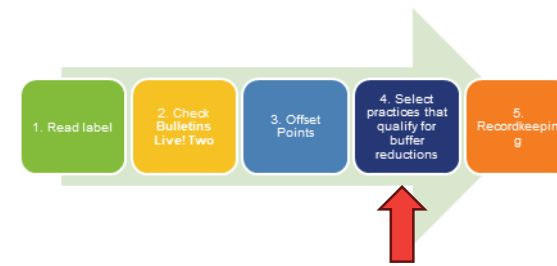 1. Read label
2. Check
Bulletins
Live! Two
3. Offset
Points
4. Select
practices that
qualify for
buffer
reductions
5.
Recordkeepin
g